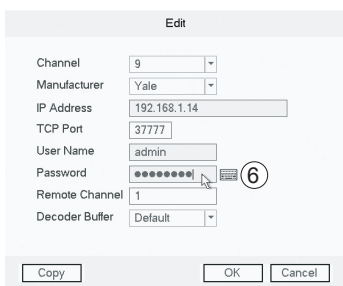 Edit
Channel 9
Manufacturer Yale
IP Address 192.168.1.14
TCP Port 37777
User Name admin
Password ●●●●●●●● 6
Remote Channel 1
Decoder Buffer Default
Copy OK Cancel